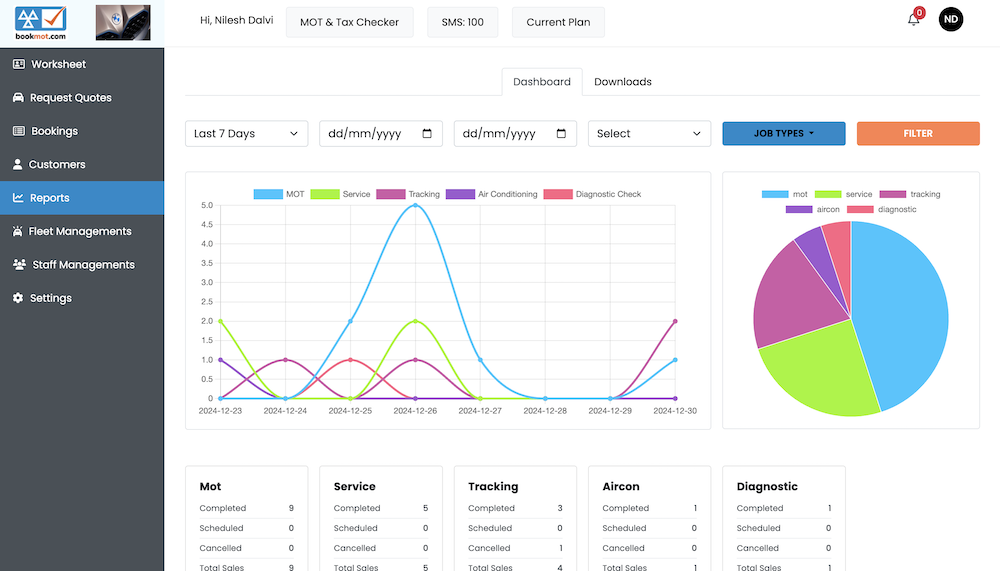 bookmot.com
Hi, Nilesh Dalvi
MOT & Tax Checker
SMS: 100
Current Plan
0
ND
Worksheet
Request Quotes
Bookings
Customers
Reports
Fleet Managements
Staff Managements
Settings
Dashboard
Downloads
Last 7 Days
dd/mm/yyyy
dd/mm/yyyy
Select
JOB TYPES
FILTER
MOT Service Tracking Air Conditioning Diagnostic Check
5.0
4.5
4.0
3.5
3.0
2.5
2.0
1.5
1.0
0.5
0
2024-12-23 2024-12-24 2024-12-25 2024-12-26 2024-12-27 2024-12-28 2024-12-29 2024-12-30
mot service tracking
aircon diagnostic
Mot
Completed 9
Scheduled 0
Cancelled 0
Total Sales 9
Service
Completed 5
Scheduled 0
Cancelled 0
Total Sales 5
Tracking
Completed 3
Scheduled 0
Cancelled 1
Total Sales 4
Aircon
Completed 1
Scheduled 0
Cancelled 0
Total Sales 1
Diagnostic
Completed 1
Scheduled 0
Cancelled 0
Total Sales 1